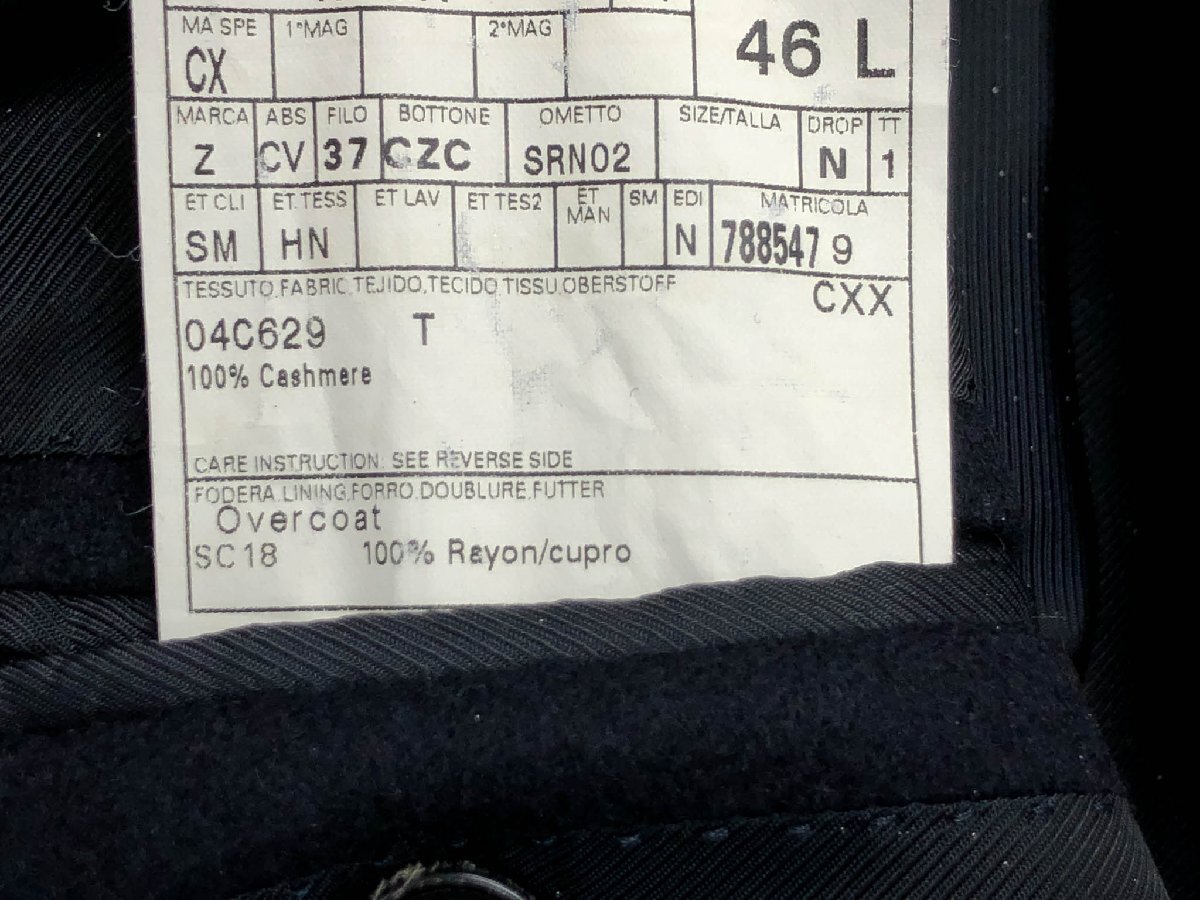 MA SPE 1°MAG 2°MAG
CX 46 L
MARCA ABS FILO BOTTONE OMETTO SIZE/TALLA DROP TT
Z CV 37 CZC SRN02 N 1
ET CLI ET.TESS ET LAV ET TES2 ET MAN SM EDI MATRICOLA
SM HN N 788547 9
TESSUTO,FABRIC,TEJIDO,TECIDO TISSU,OBERSTOFF
CXX
04C629 T
100% Cashmere
CARE INSTRUCTION: SEE REVERSE SIDE
FODERA,LINING,FORRO,DOUBLURE,FUTTER
Overcoat
SC18 100% Rayon/cupro